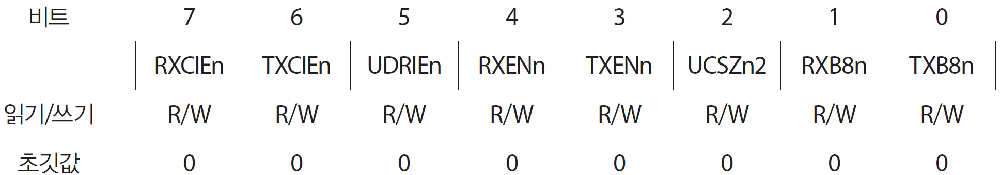 비트 7 6 5 4 3 2 1 0
RXCIEn TXCIEn UDRIEn RXENn TXENn UCSZn2 RXB8n TXB8n
읽기/쓰기 R/W R/W R/W R/W R/W R/W R/W R/W
초깃값 0 0 0 0 0 0 0 0